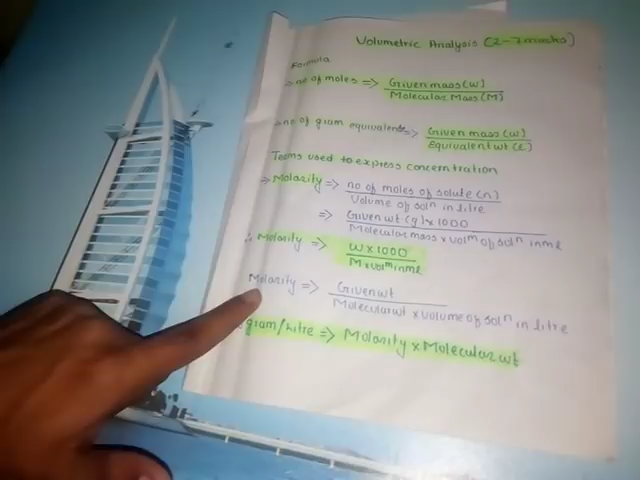 Volumetric Analysis (2-7 marks)
Formula
no of moles => Given mass (W) / Molecular Mass (M)
no of gram equivalent => Given mass (W) / Equivalent wt (E)
Terms used to express concentration
→ Molarity => no of moles of solute (n) / Volume of solⁿ in litre
=> Given wt (g) x 1000 / Molecular mass x volᵐ of solⁿ in ml
∴ Molarity => W x 1000 / M x volᵐ in ml
Molarity => Given wt / Molecular wt x volume of solⁿ in litre
gram/Litre => Molarity x Molecular wt